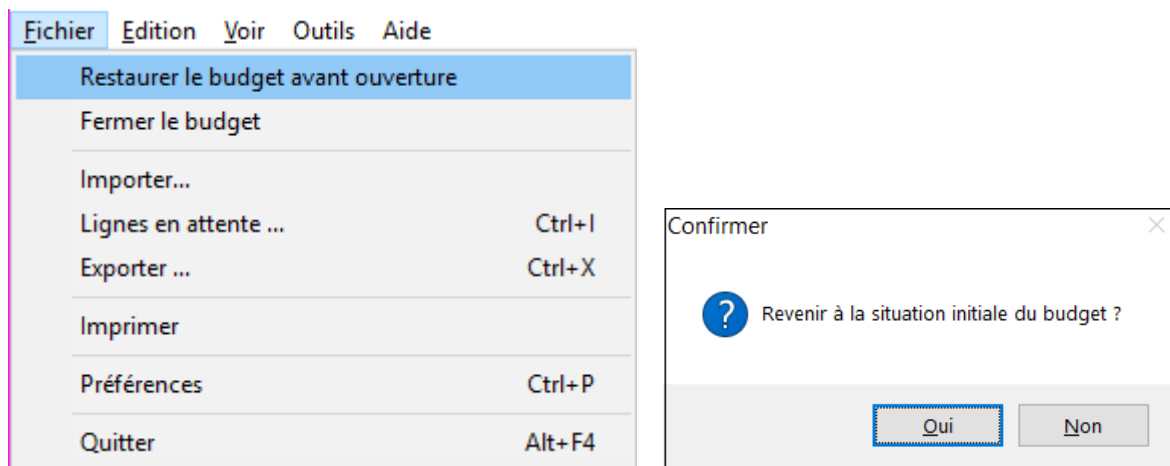 Fichier Edition Voir Outils Aide
Restaurer le budget avant ouverture
Fermer le budget
Importer...
Lignes en attente ... Ctrl+I
Exporter ... Ctrl+X
Imprimer
Préférences Ctrl+P
Quitter Alt+F4
Confirmer
Revenir à la situation initiale du budget ?
Oui Non